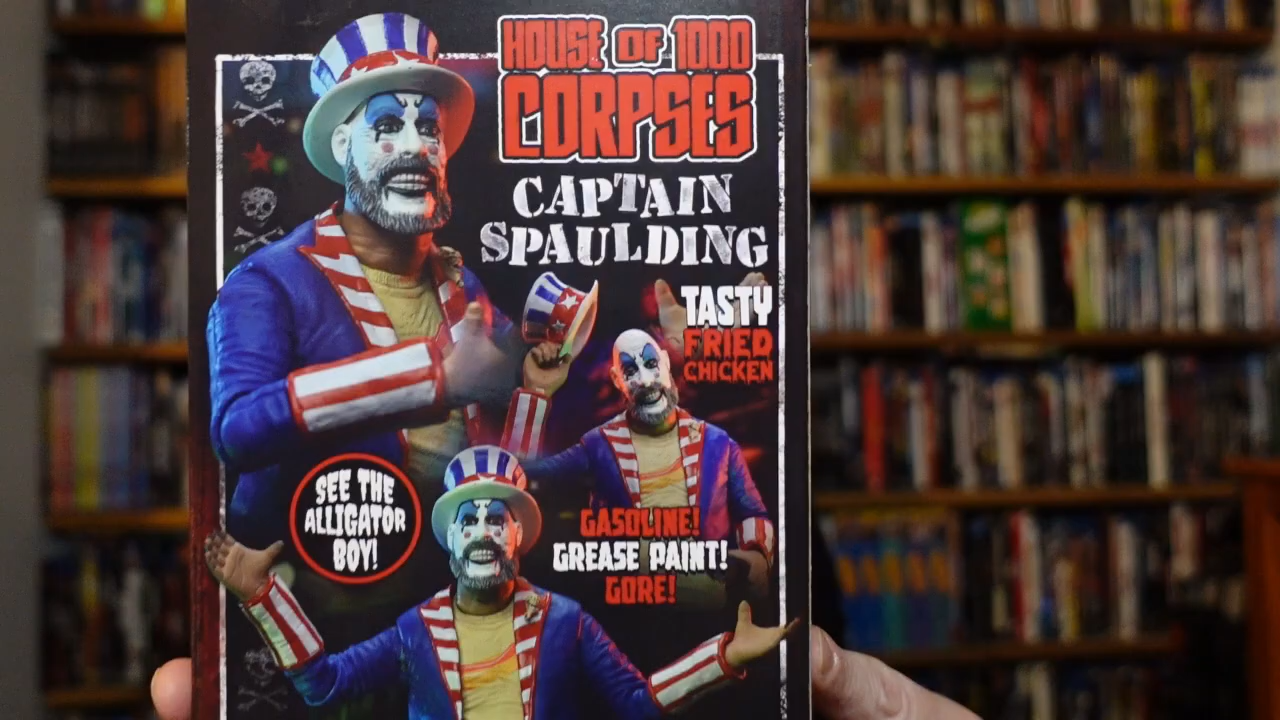 HOUSE OF 1000
CORPSES
CAPTAIN
SPAULDING
TASTY
FRIED
CHICKEN
SEE THE
ALLIGATOR
BOY!
GASOLINE!
GREASE PAINT!
GORE!